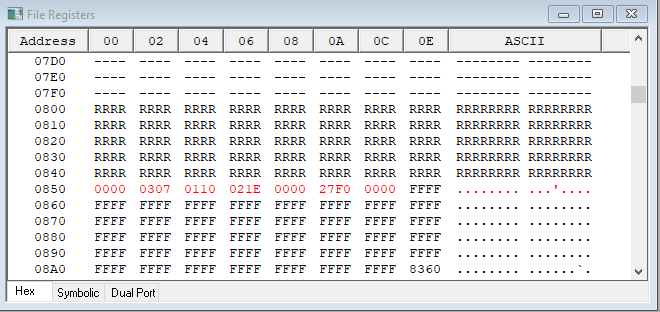 File Registers
Address 00 02 04 06 08 0A 0C 0E ASCII
07D0 ---- ---- ---- ---- ---- ---- ---- ---- -------- --------
07E0 ---- ---- ---- ---- ---- ---- ---- ---- -------- --------
07F0 ---- ---- ---- ---- ---- ---- ---- ---- -------- --------
0800 RRRR RRRR RRRR RRRR RRRR RRRR RRRR RRRR RRRRRRRR RRRRRRRR
0810 RRRR RRRR RRRR RRRR RRRR RRRR RRRR RRRR RRRRRRRR RRRRRRRR
0820 RRRR RRRR RRRR RRRR RRRR RRRR RRRR RRRR RRRRRRRR RRRRRRRR
0830 RRRR RRRR RRRR RRRR RRRR RRRR RRRR RRRR RRRRRRRR RRRRRRRR
0840 RRRR RRRR RRRR RRRR RRRR RRRR RRRR RRRR RRRRRRRR RRRRRRRR
0850 0000 0307 0110 021E 0000 27F0 0000 FFFF ........ ...'....
0860 FFFF FFFF FFFF FFFF FFFF FFFF FFFF FFFF ........ ........
0870 FFFF FFFF FFFF FFFF FFFF FFFF FFFF FFFF ........ ........
0880 FFFF FFFF FFFF FFFF FFFF FFFF FFFF FFFF ........ ........
0890 FFFF FFFF FFFF FFFF FFFF FFFF FFFF FFFF ........ ........
08A0 FFFF FFFF FFFF FFFF FFFF FFFF FFFF 8360 ........ ......`.
Hex Symbolic Dual Port